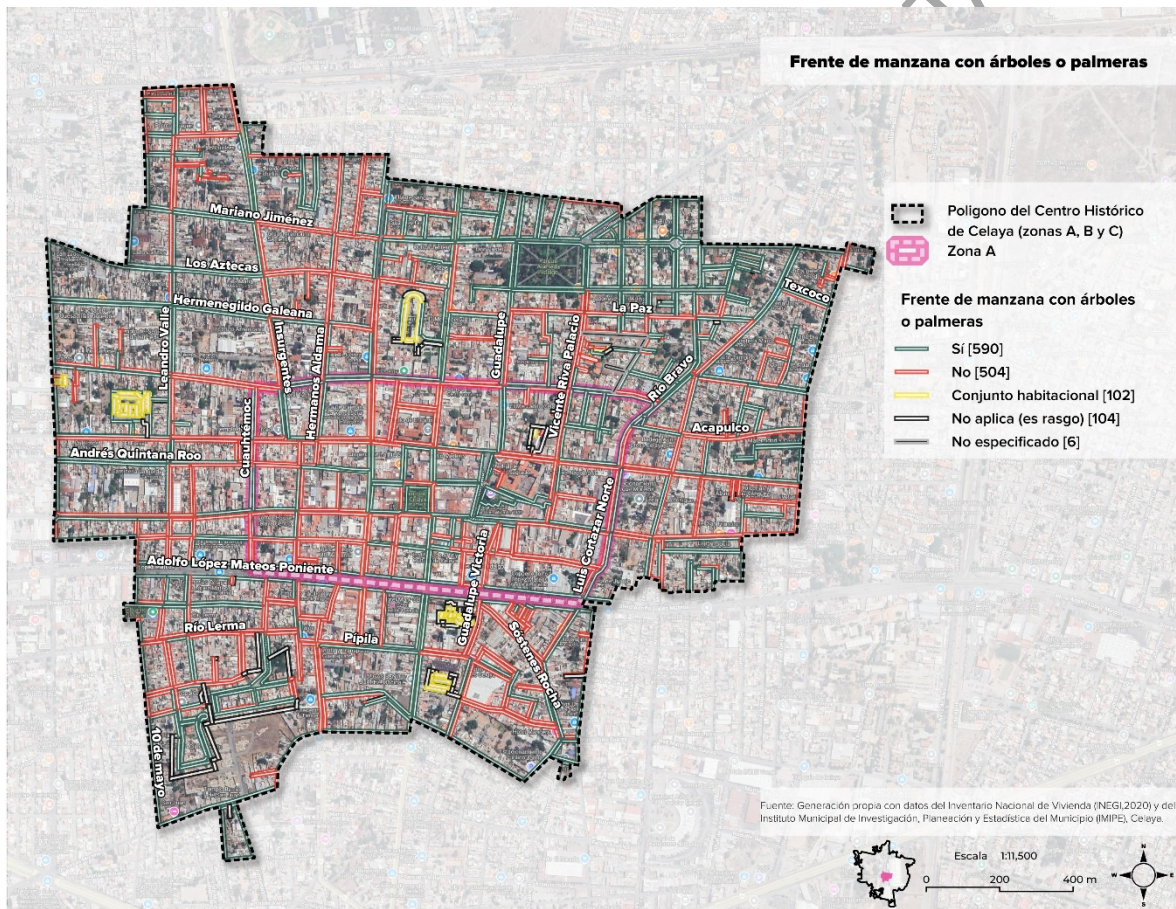 Frente de manzana con árboles o palmeras
Poligono del Centro Histórico
de Celaya (zonas A, B y C)
Zona A
Frente de manzana con árboles
o palmeras
Sí [590]
No [504]
Conjunto habitacional [102]
No aplica (es rasgo) [104]
No especificado [6]
Mariano Jiménez
Los Aztecas
Hermenegildo Galeana
Leandro Valle
Insurgentes
Hermanos Aldama
Guadalupe
Vicente Riva Palacio
La Paz
Texcoco
Río Bravo
Acapulco
Cuauhtémoc
Andrés Quintana Roo
Luis Cortazar Norte
Adolfo López Mateos Poniente
Guadalupe Victoria
Río Lerma
Pípila
Sóstenes Rocha
10 de mayo
Fuente: Generación propia con datos del Inventario Nacional de Vivienda (INEGI,2020) y del
Instituto Municipal de Investigación, Planeación y Estadística del Municipio (IMIPE), Celaya.
Escala 1:11,500
0 200 400 m
N
W E
S